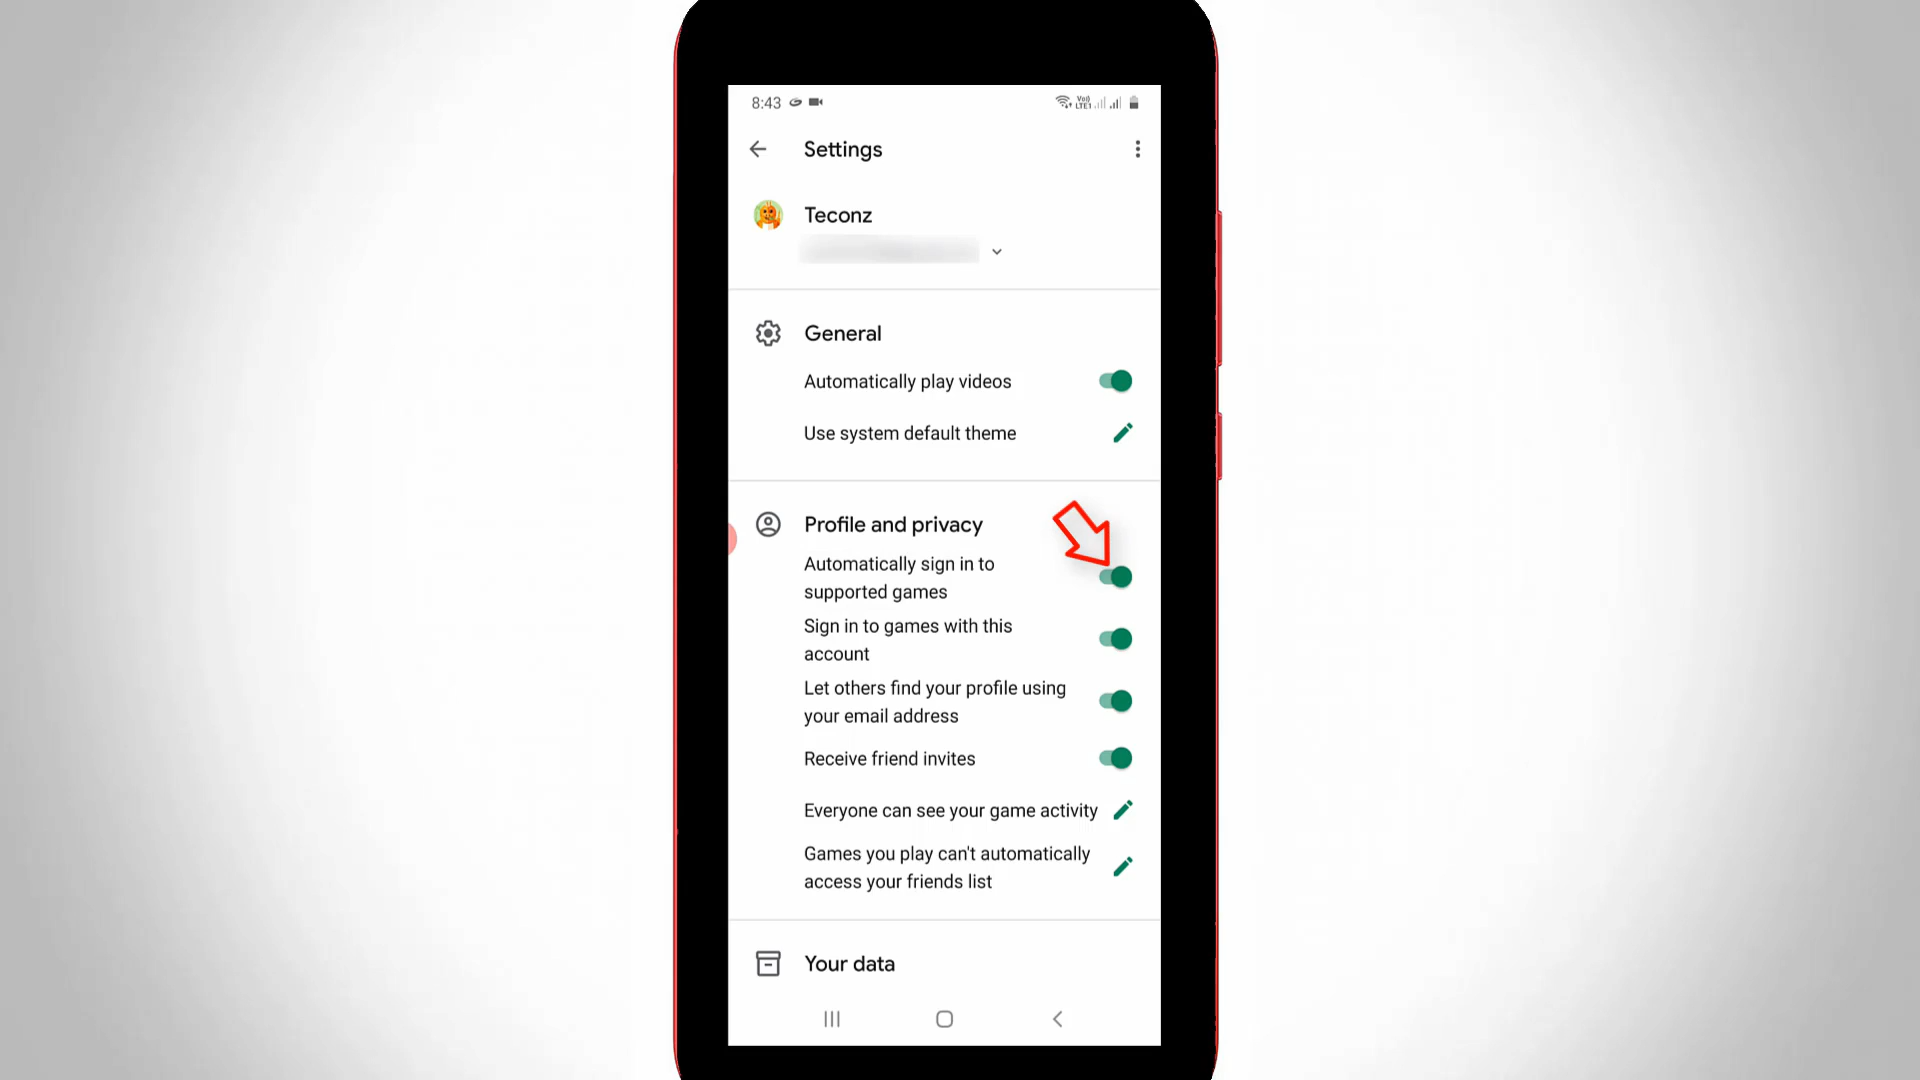 8:43
Vo)) LTE1
Settings
Teconz
General
Automatically play videos
Use system default theme
Profile and privacy
Automatically sign in to
supported games
Sign in to games with this
account
Let others find your profile using
your email address
Receive friend invites
Everyone can see your game activity
Games you play can't automatically
access your friends list
Your data